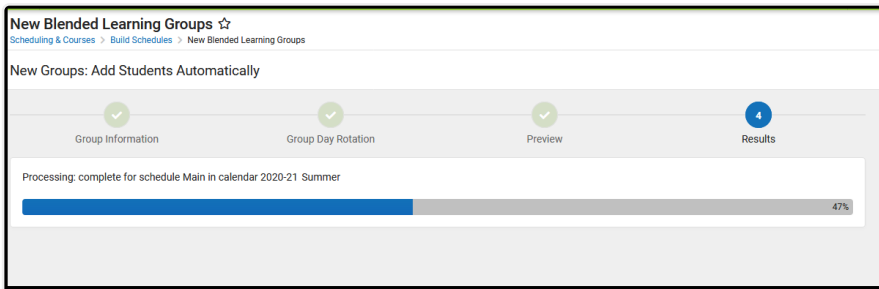 New Blended Learning Groups ☆
Scheduling & Courses > Build Schedules > New Blended Learning Groups
New Groups: Add Students Automatically
4
Group Information Group Day Rotation Preview Results
Processing: complete for schedule Main in calendar 2020-21 Summer
47%